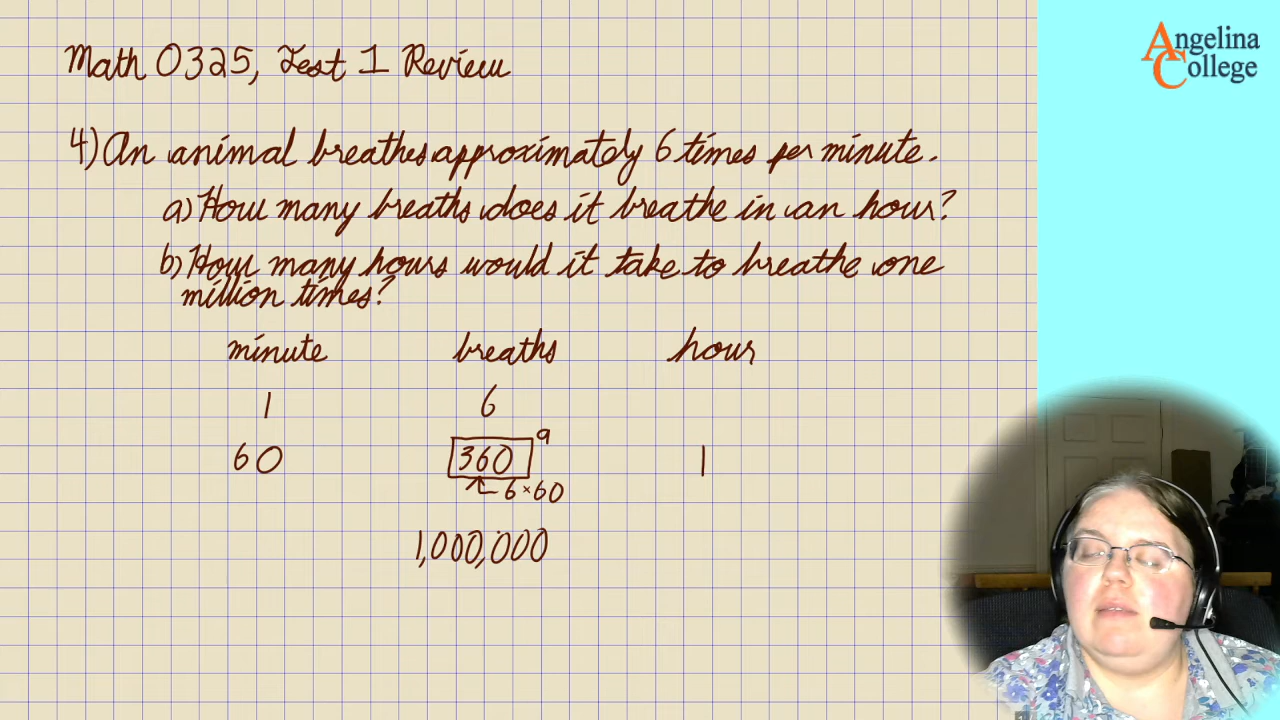 Math 0325, Test 1 Review
Angelina
College
4) An animal breathes approximately 6 times per minute.
a) How many breaths does it breathe in an hour?
b) How many hours would it take to breathe one
million times?
minute breaths hour
1 6
a
60 360 1
6×60
1,000,000